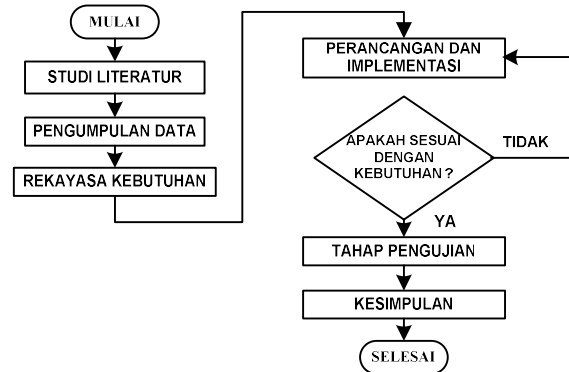 MULAI
STUDI LITERATUR
PENGUMPULAN DATA
REKAYASA KEBUTUHAN
PERANCANGAN DAN
IMPLEMENTASI
APAKAH SESUAI
DENGAN
KEBUTUHAN ?
TIDAK
YA
TAHAP PENGUJIAN
KESIMPULAN
SELESAI